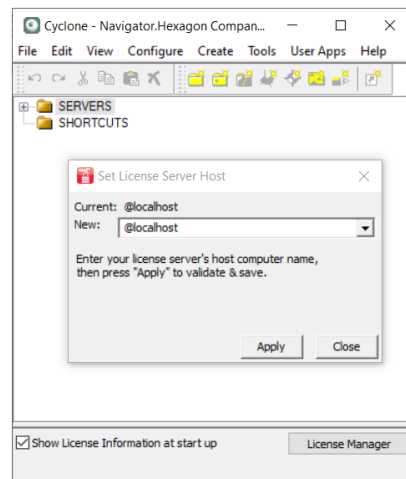 Cyclone - Navigator.Hexagon Compan...
File Edit View Configure Create Tools User Apps Help
SERVERS
SHORTCUTS
Set License Server Host
Current: @localhost
New: @localhost
Enter your license server's host computer name,
then press "Apply" to validate & save.
Apply Close
Show License Information at start up License Manager